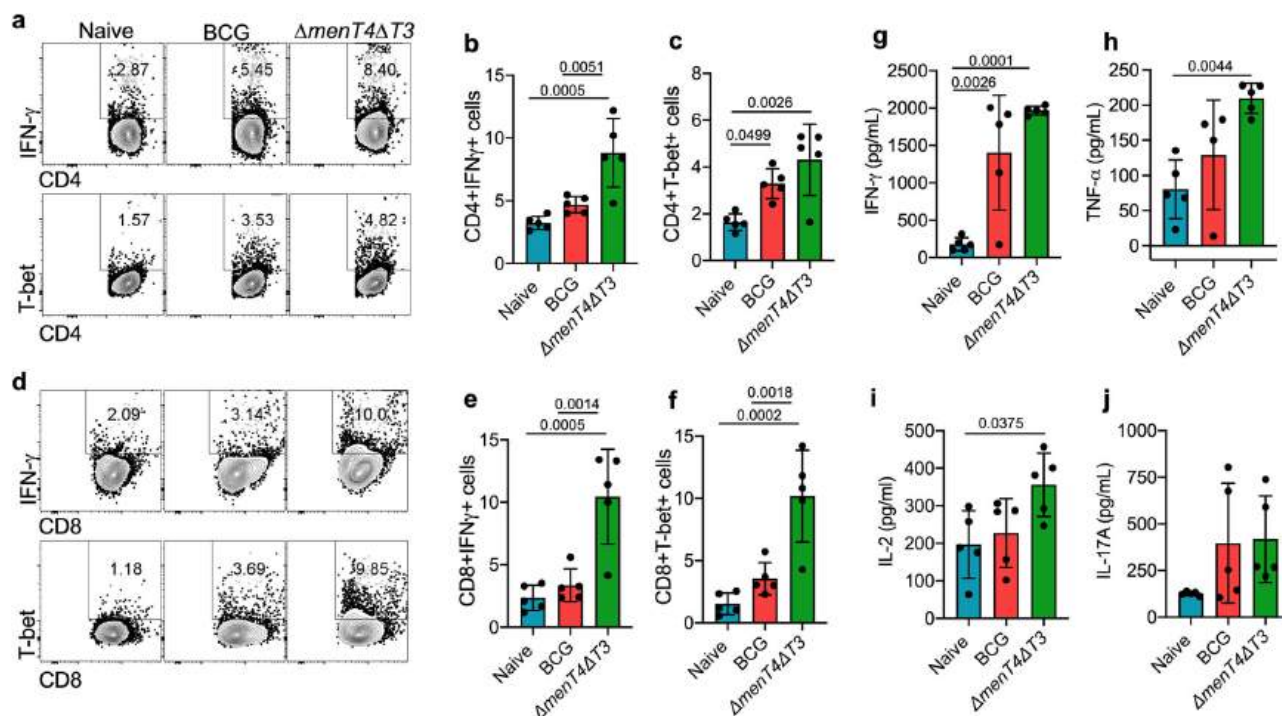 a
Naive BCG ΔmenT4ΔT3
2.87 5.45 8.40
IFN-γ
CD4
1.57 3.53 4.82
T-bet
CD4
b
0.0051
0.0005
15
10
5
0
CD4+IFNγ+ cells
Naive
BCG
ΔmenT4ΔT3
c
0.0026
0.0499
6
4
2
0
CD4+T-bet+ cells
Naive
BCG
ΔmenT4ΔT3
g
0.0001
0.0026
2500
2000
1500
1000
500
0
IFN-γ (pg/mL)
Naive
BCG
ΔmenT4ΔT3
h
0.0044
250
200
150
100
50
0
TNF-α (pg/mL)
Naive
BCG
ΔmenT4ΔT3
d
2.09 3.14 10.0
IFN-γ
CD8
1.18 3.69 9.85
T-bet
CD8
e
0.0014
0.0005
15
10
5
0
CD8+IFNγ+ cells
Naive
BCG
ΔmenT4ΔT3
f
0.0018
0.0002
15
10
5
0
CD8+T-bet+ cells
Naive
BCG
ΔmenT4ΔT3
i
0.0375
500
400
300
200
100
0
IL-2 (pg/ml)
Naive
BCG
ΔmenT4ΔT3
j
1000
750
500
250
0
IL-17A (pg/mL)
Naive
BCG
ΔmenT4ΔT3